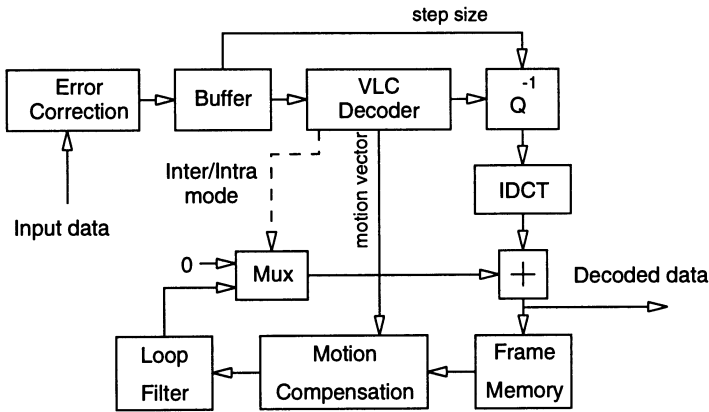 step size
Error
Correction
Buffer
VLC
Decoder
Q⁻¹
Inter/Intra
mode
motion vector
IDCT
Input data
0
Mux
+
Decoded data
Loop
Filter
Motion
Compensation
Frame
Memory